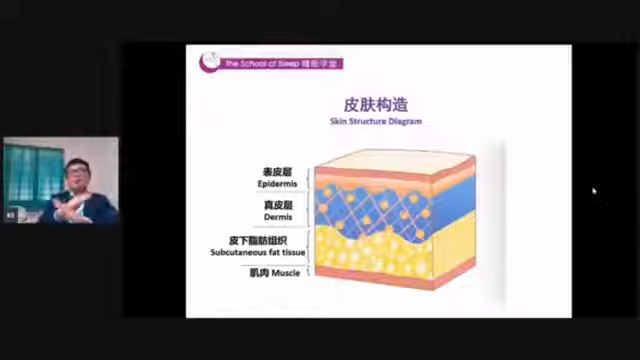 The School of Sleep 睡眠学堂
皮肤构造
Skin Structure Diagram
表皮层
Epidermis
真皮层
Dermis
皮下脂肪组织
Subcutaneous fat tissue
肌肉 Muscle